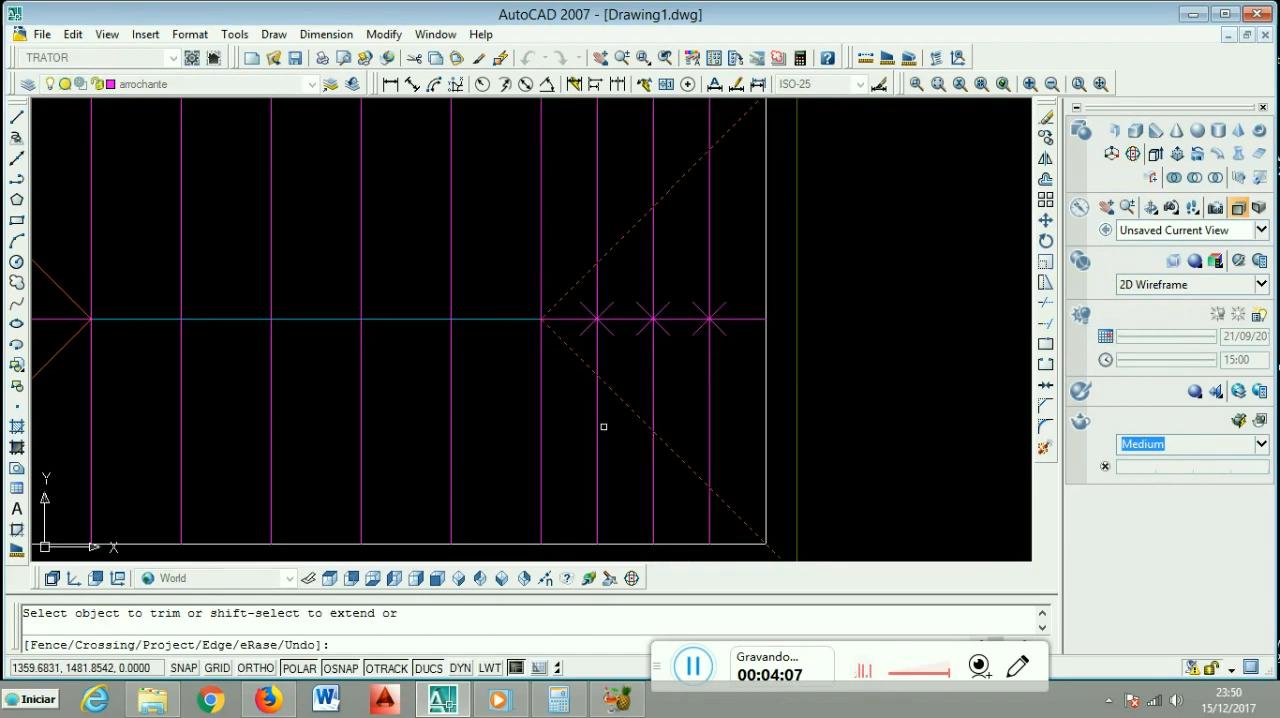 AutoCAD 2007 - [Drawing1.dwg]
File Edit View Insert Format Tools Draw Dimension Modify Window Help
TRATOR
arrochante
ISO-25
Unsaved Current View
2D Wireframe
21/09/20
15:00
Medium
Y
X
World
Select object to trim or shift-select to extend or
[Fence/Crossing/Project/Edge/eRase/Undo]:
1359.6831, 1481.8542, 0.0000 SNAP GRID ORTHO POLAR OSNAP OTRACK DUCS DYN LWT
Gravando...
00:04:07
Iniciar
23:50
15/12/2017